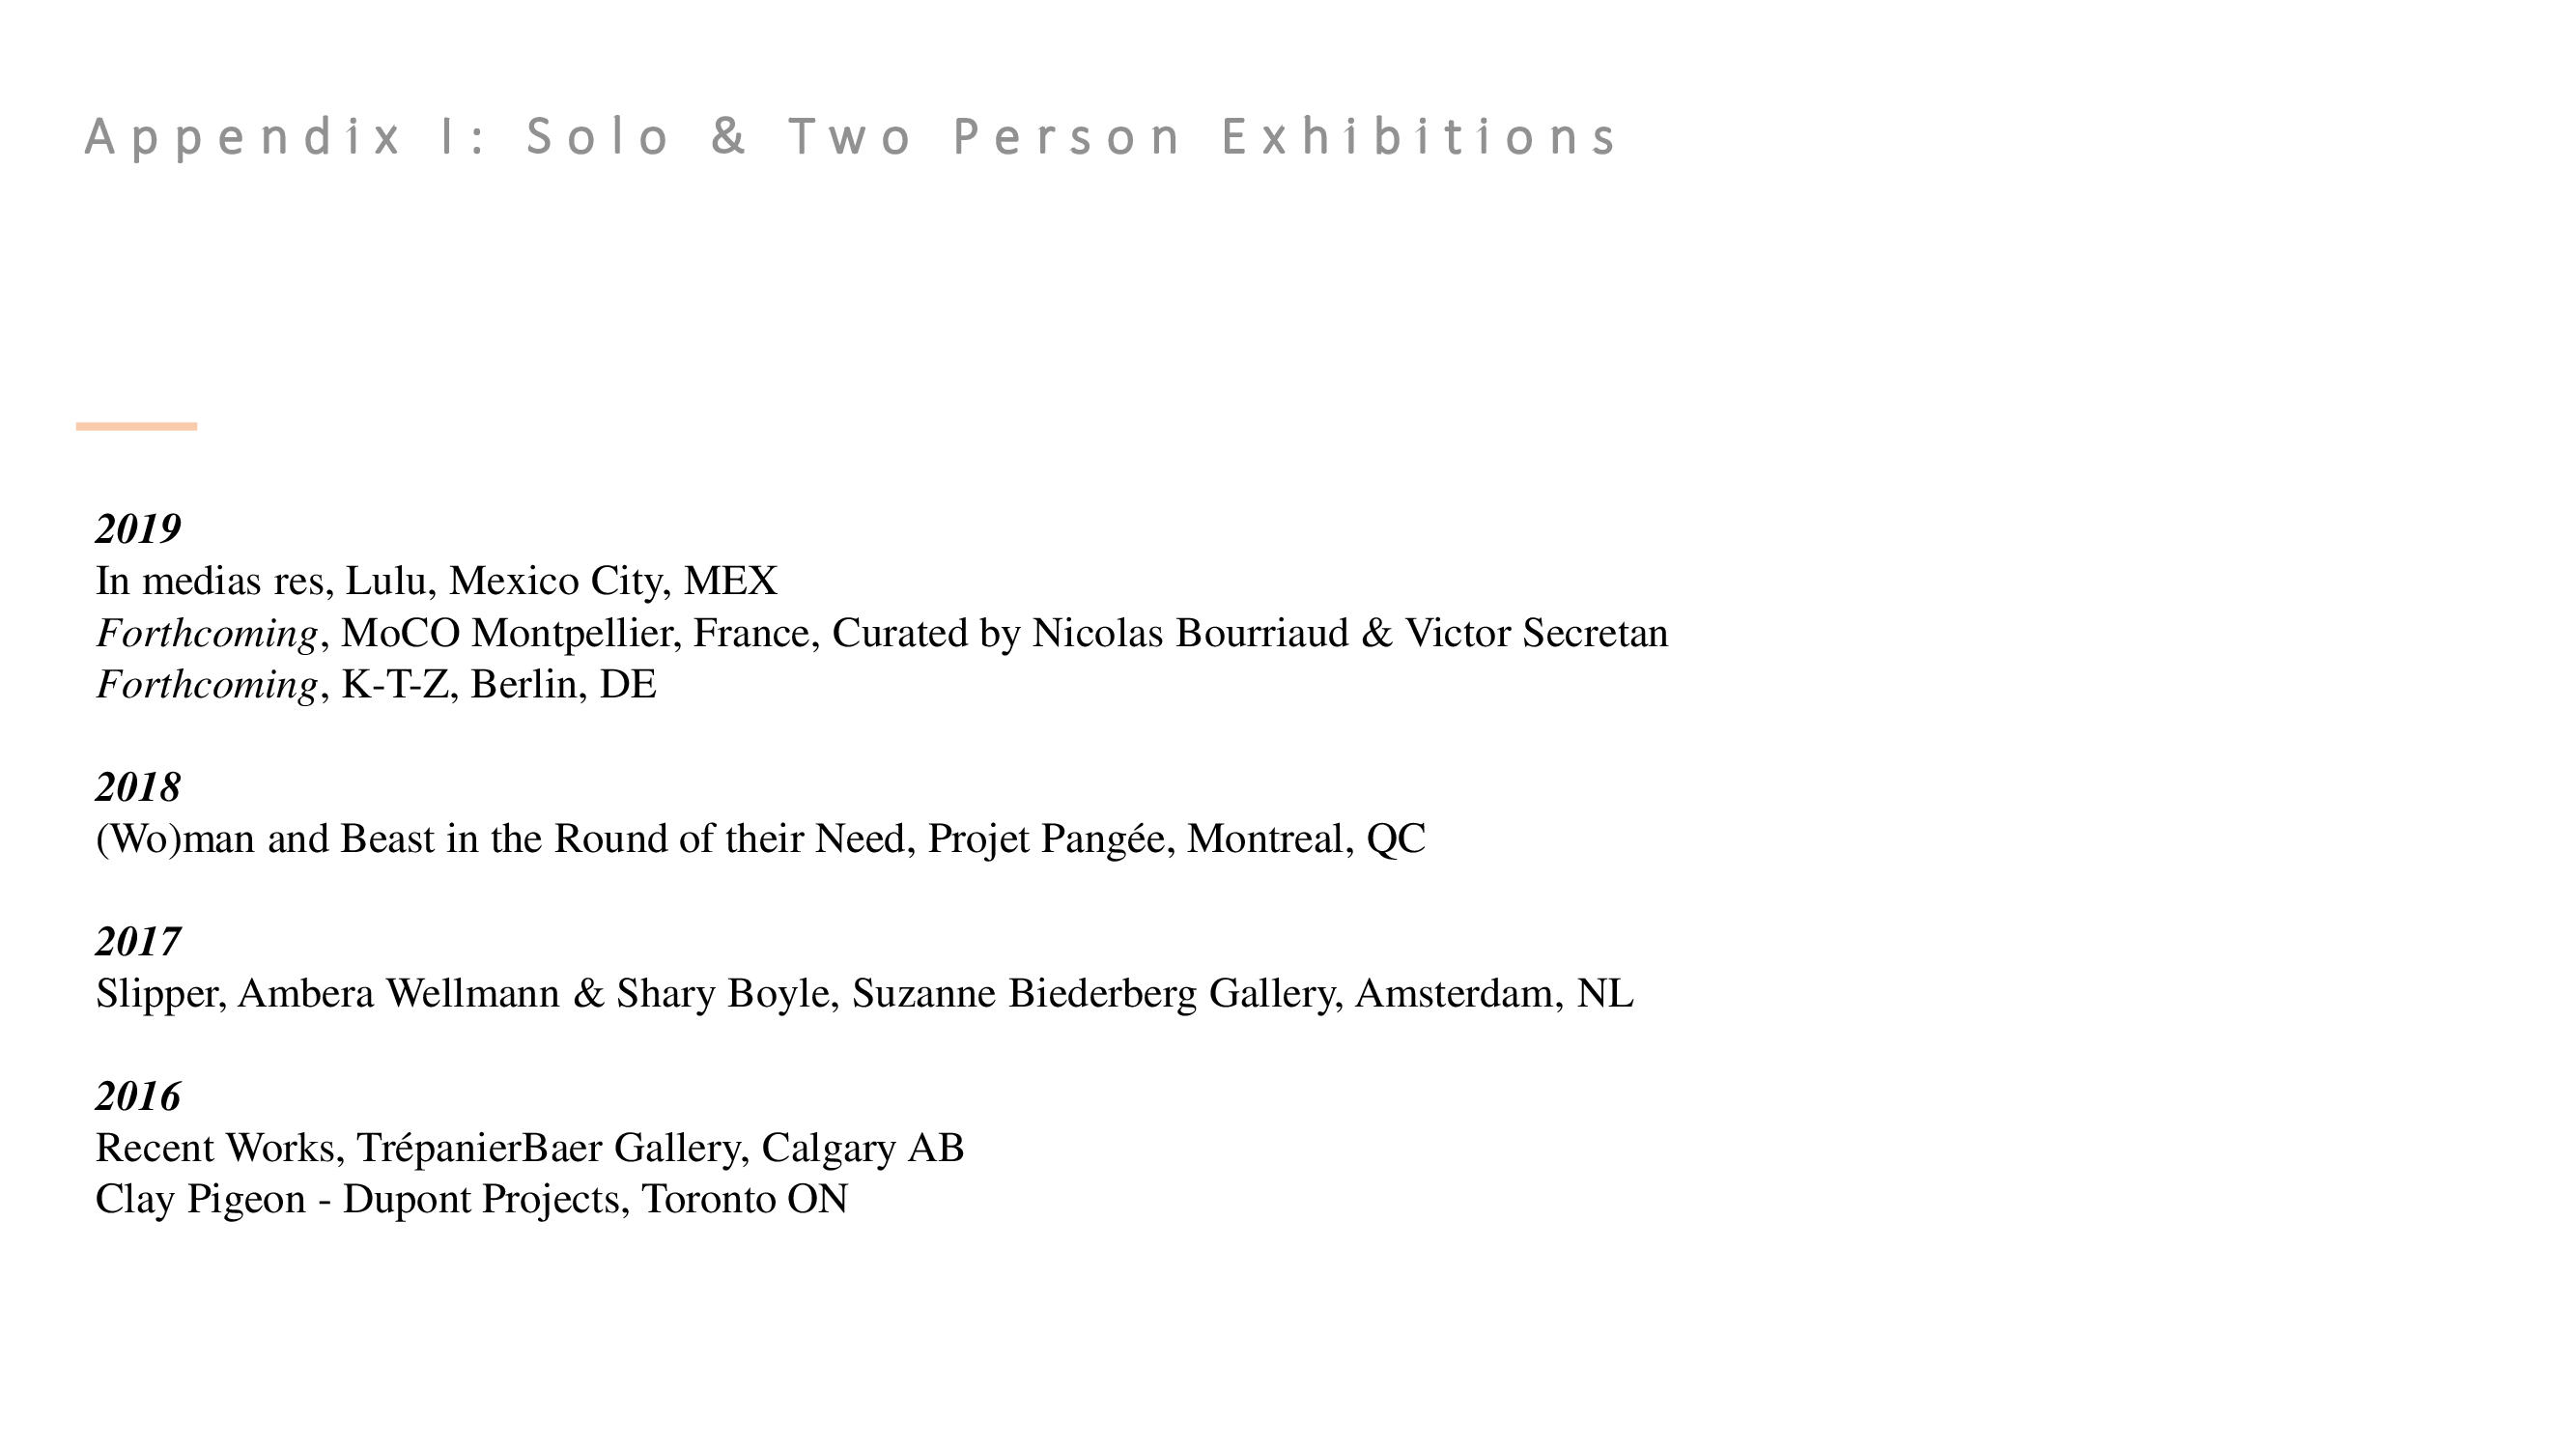 Appendix I: Solo & Two Person Exhibitions
2019
In medias res, Lulu, Mexico City, MEX
Forthcoming, MoCO Montpellier, France, Curated by Nicolas Bourriaud & Victor Secretan
Forthcoming, K-T-Z, Berlin, DE
2018
(Wo)man and Beast in the Round of their Need, Projet Pangée, Montreal, QC
2017
Slipper, Ambera Wellmann & Shary Boyle, Suzanne Biederberg Gallery, Amsterdam, NL
2016
Recent Works, TrépanierBaer Gallery, Calgary AB
Clay Pigeon - Dupont Projects, Toronto ON